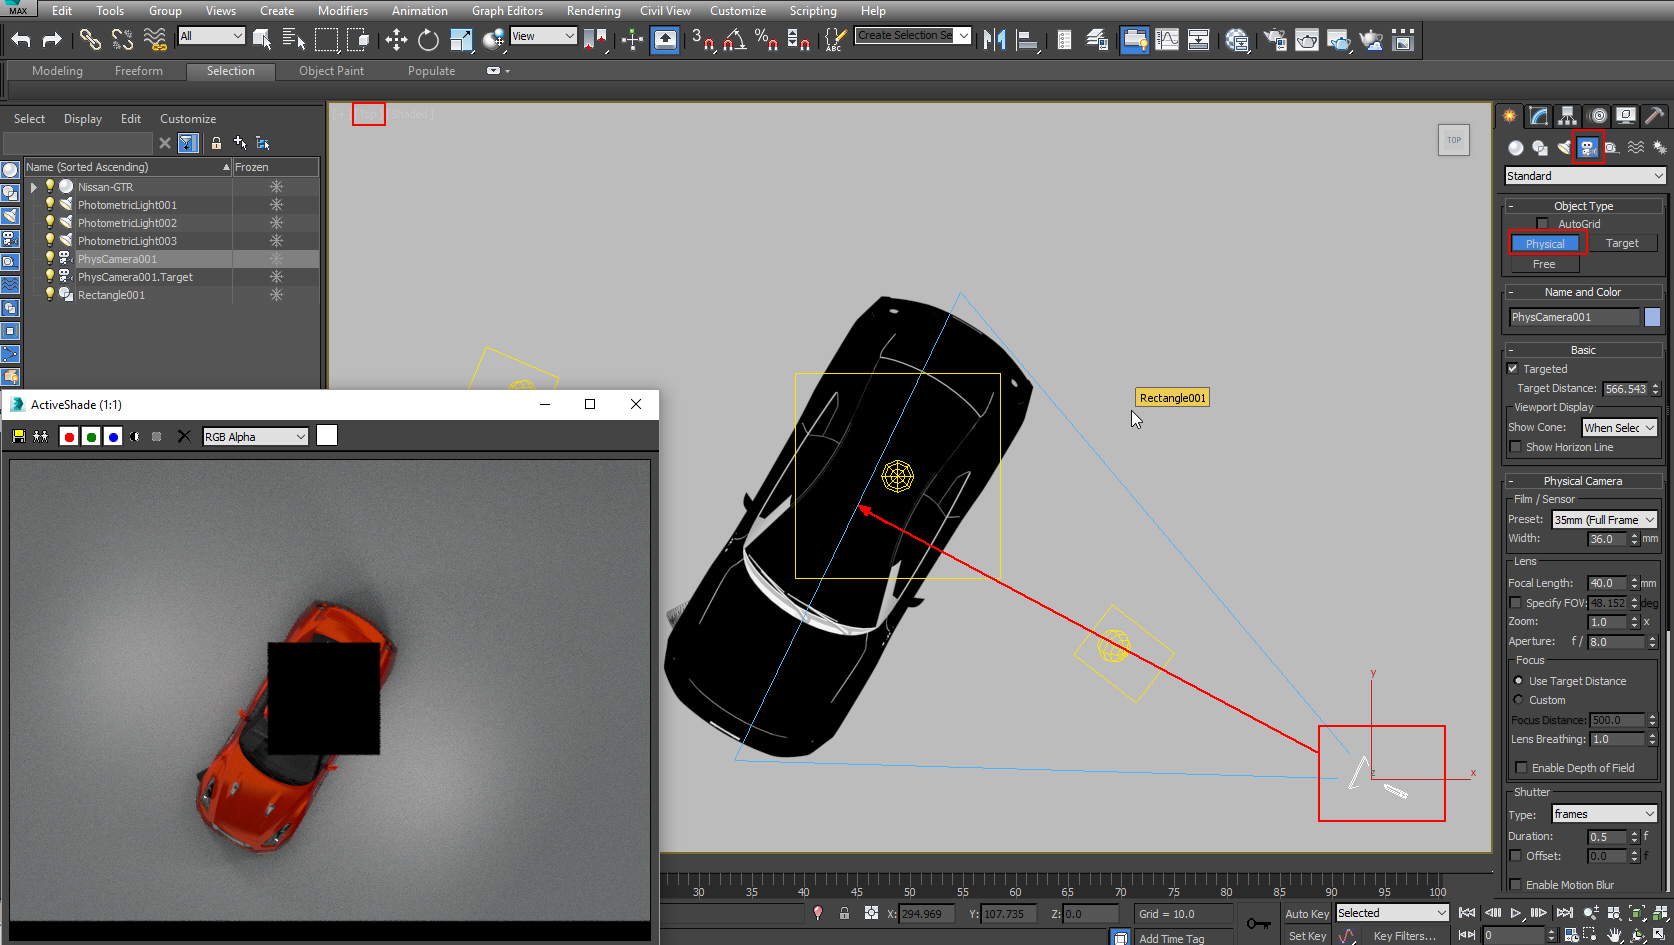 MAX Edit Tools Group Views Create Modifiers Animation Graph Editors Rendering Civil View Customize Scripting Help
All View 3 % ABC Create Selection Se
Modeling Freeform Selection Object Paint Populate
Select Display Edit Customize
Name (Sorted Ascending) Frozen
Nissan-GTR
PhotometricLight001
PhotometricLight002
PhotometricLight003
PhysCamera001
PhysCamera001.Target
Rectangle001
[+] [Top] [Shaded]
TOP
Rectangle001
y
x
z
ActiveShade (1:1)
RGB Alpha
Standard
- Object Type
AutoGrid
Physical Target
Free
- Name and Color
PhysCamera001
- Basic
Targeted
Target Distance: 566.543
Viewport Display
Show Cone: When Selec
Show Horizon Line
- Physical Camera
Film / Sensor
Preset: 35mm (Full Frame
Width: 36.0 mm
Lens
Focal Length: 40.0 mm
Specify FOV: 48.152 deg
Zoom: 1.0 x
Aperture: f / 8.0
Focus
Use Target Distance
Custom
Focus Distance: 500.0
Lens Breathing: 1.0
Enable Depth of Field
Shutter
Type: frames
Duration: 0.5 f
Offset: 0.0 f
Enable Motion Blur
30 35 40 45 50 55 60 65 70 75 80 85 90 95 100
X: 294.969 Y: 107.735 Z: 0.0 Grid = 10.0 Auto Key Selected
Add Time Tag Set Key Key Filters... 0